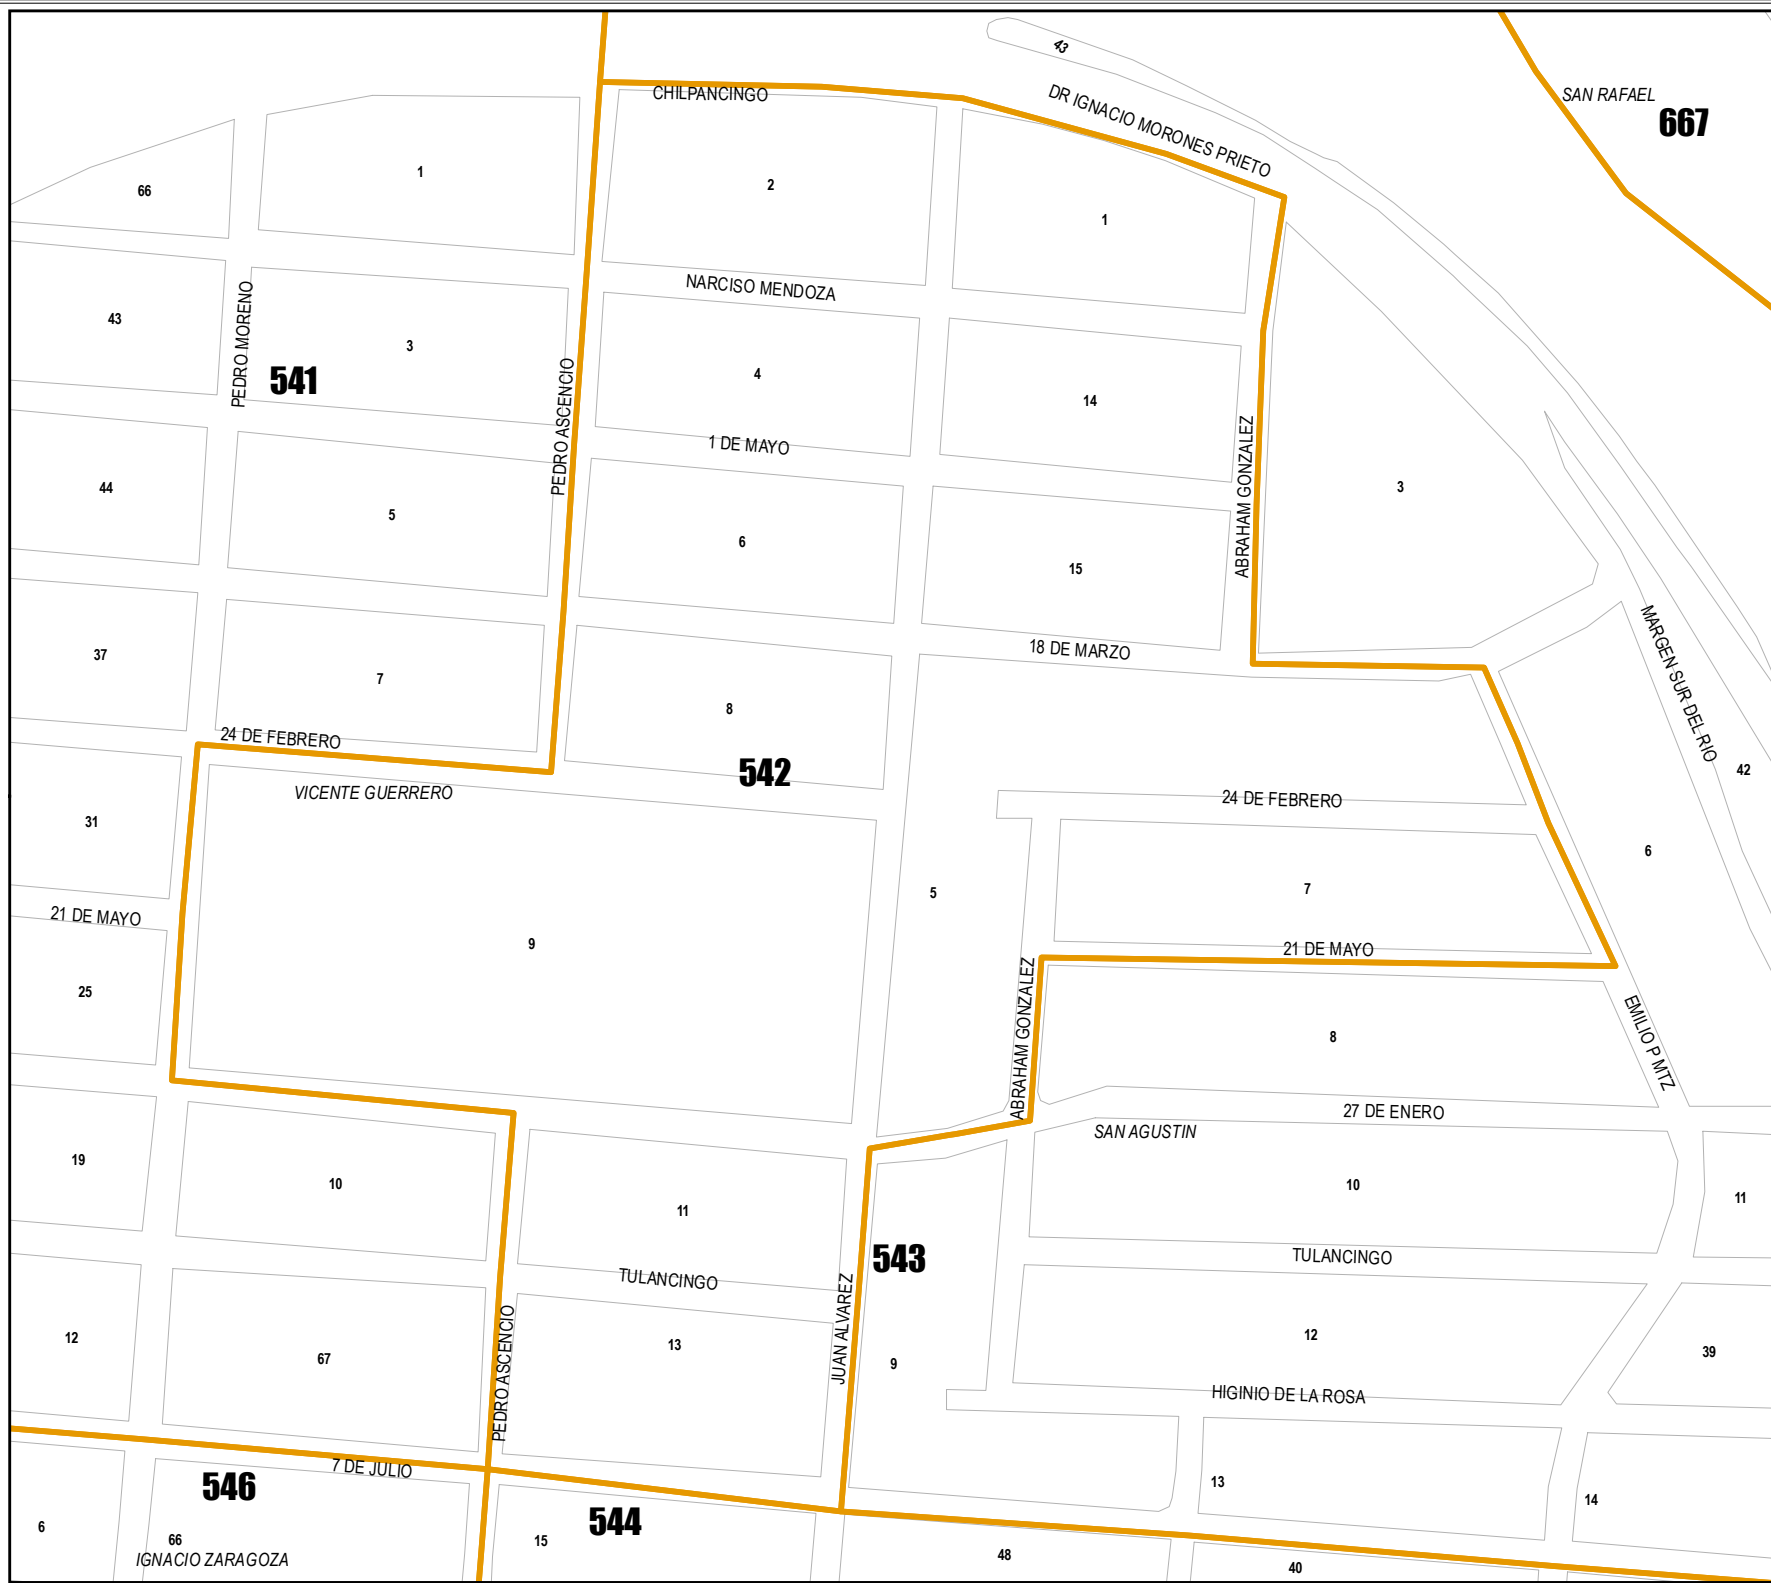 43
SAN RAFAEL
667
CHILPANCINGO
DR IGNACIO MORONES PRIETO
66
1
2
1
NARCISO MENDOZA
43
PEDRO MORENO
3
541
4
14
PEDRO ASCENCIO
1 DE MAYO
ABRAHAM GONZALEZ
3
44
5
6
15
37
7
18 DE MARZO
MARGEN SUR DEL RIO
8
24 DE FEBRERO
542
42
VICENTE GUERRERO
24 DE FEBRERO
31
6
5
7
21 DE MAYO
9
21 DE MAYO
25
ABRAHAM GONZALEZ
8
EMILIO P MTZ
27 DE ENERO
SAN AGUSTIN
19
10
10
11
11
543
TULANCINGO
TULANCINGO
JUAN ALVAREZ
12
67
PEDRO ASCENCIO
13
9
12
39
HIGINIO DE LA ROSA
7 DE JULIO
546
13
14
544
6
66
15
48
40
IGNACIO ZARAGOZA